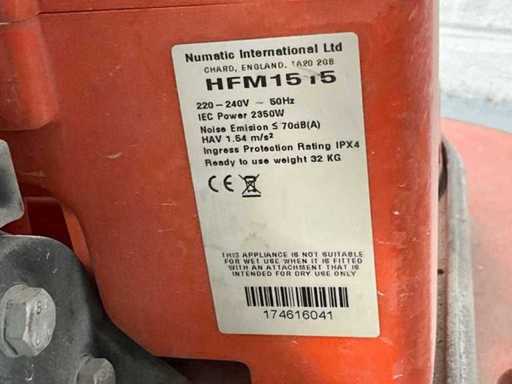 Numatic International Ltd
CHARD, ENGLAND, TA20 2GB
HFM1515
220-240V ~ 50Hz
IEC Power 2350W
Noise Emision ≤ 70dB(A)
HAV 1.54 m/s²
Ingress Protection Rating IPX4
Ready to use weight 32 KG
CE
THIS APPLIANCE IS NOT SUITABLE
FOR WET USE WHEN IT IS FITTED
WITH AN ATTACHMENT THAT IS
INTENDED FOR DRY USE ONLY
174616041